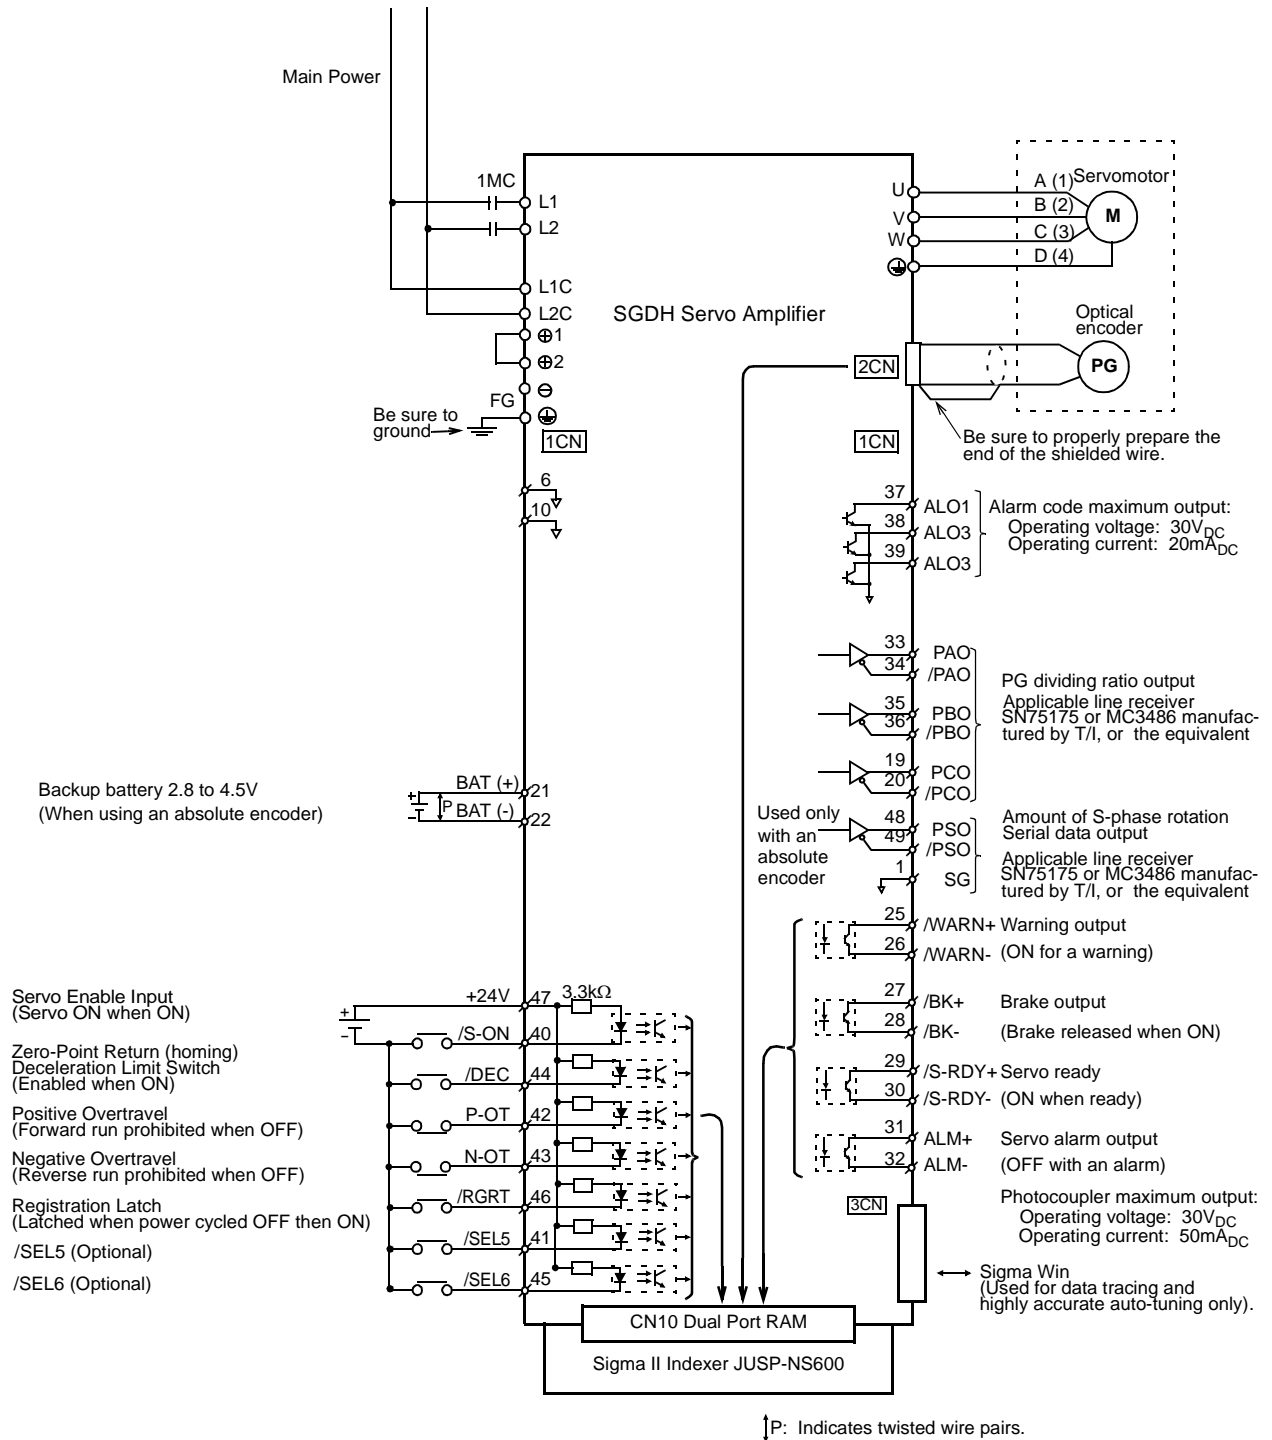 Main Power
1MC
L1
L2
L1C
L2C
⊕1
⊕2
⊖
FG
Be sure to
ground
1CN
6
10
SGDH Servo Amplifier
U
V
W
A (1)
B (2)
C (3)
D (4)
Servomotor
M
Optical
encoder
PG
2CN
1CN
Be sure to properly prepare the
end of the shielded wire.
37
ALO1
38
ALO3
39
ALO3
Alarm code maximum output:
Operating voltage: 30VDC
Operating current: 20mADC
33
PAO
34
/PAO
35
PBO
36
/PBO
19
PCO
20
/PCO
PG dividing ratio output
Applicable line receiver
SN75175 or MC3486 manufac-
tured by T/I, or the equivalent
Backup battery 2.8 to 4.5V
(When using an absolute encoder)
+
-
P
BAT (+)
21
BAT (-)
22
Used only
with an
absolute
encoder
48
PSO
49
/PSO
1
SG
Amount of S-phase rotation
Serial data output
Applicable line receiver
SN75175 or MC3486 manufac-
tured by T/I, or the equivalent
25
/WARN+ Warning output
26
/WARN- (ON for a warning)
27
/BK+ Brake output
28
/BK- (Brake released when ON)
29
/S-RDY+ Servo ready
30
/S-RDY- (ON when ready)
31
ALM+ Servo alarm output
32
ALM- (OFF with an alarm)
Photocoupler maximum output:
Operating voltage: 30VDC
Operating current: 50mADC
3CN
Sigma Win
(Used for data tracing and
highly accurate auto-tuning only).
Servo Enable Input
(Servo ON when ON)
Zero-Point Return (homing)
Deceleration Limit Switch
(Enabled when ON)
Positive Overtravel
(Forward run prohibited when OFF)
Negative Overtravel
(Reverse run prohibited when OFF)
Registration Latch
(Latched when power cycled OFF then ON)
/SEL5 (Optional)
/SEL6 (Optional)
+
-
+24V
47
3.3kΩ
/S-ON
40
/DEC
44
P-OT
42
N-OT
43
/RGRT
46
/SEL5
41
/SEL6
45
CN10 Dual Port RAM
Sigma II Indexer JUSP-NS600
P: Indicates twisted wire pairs.